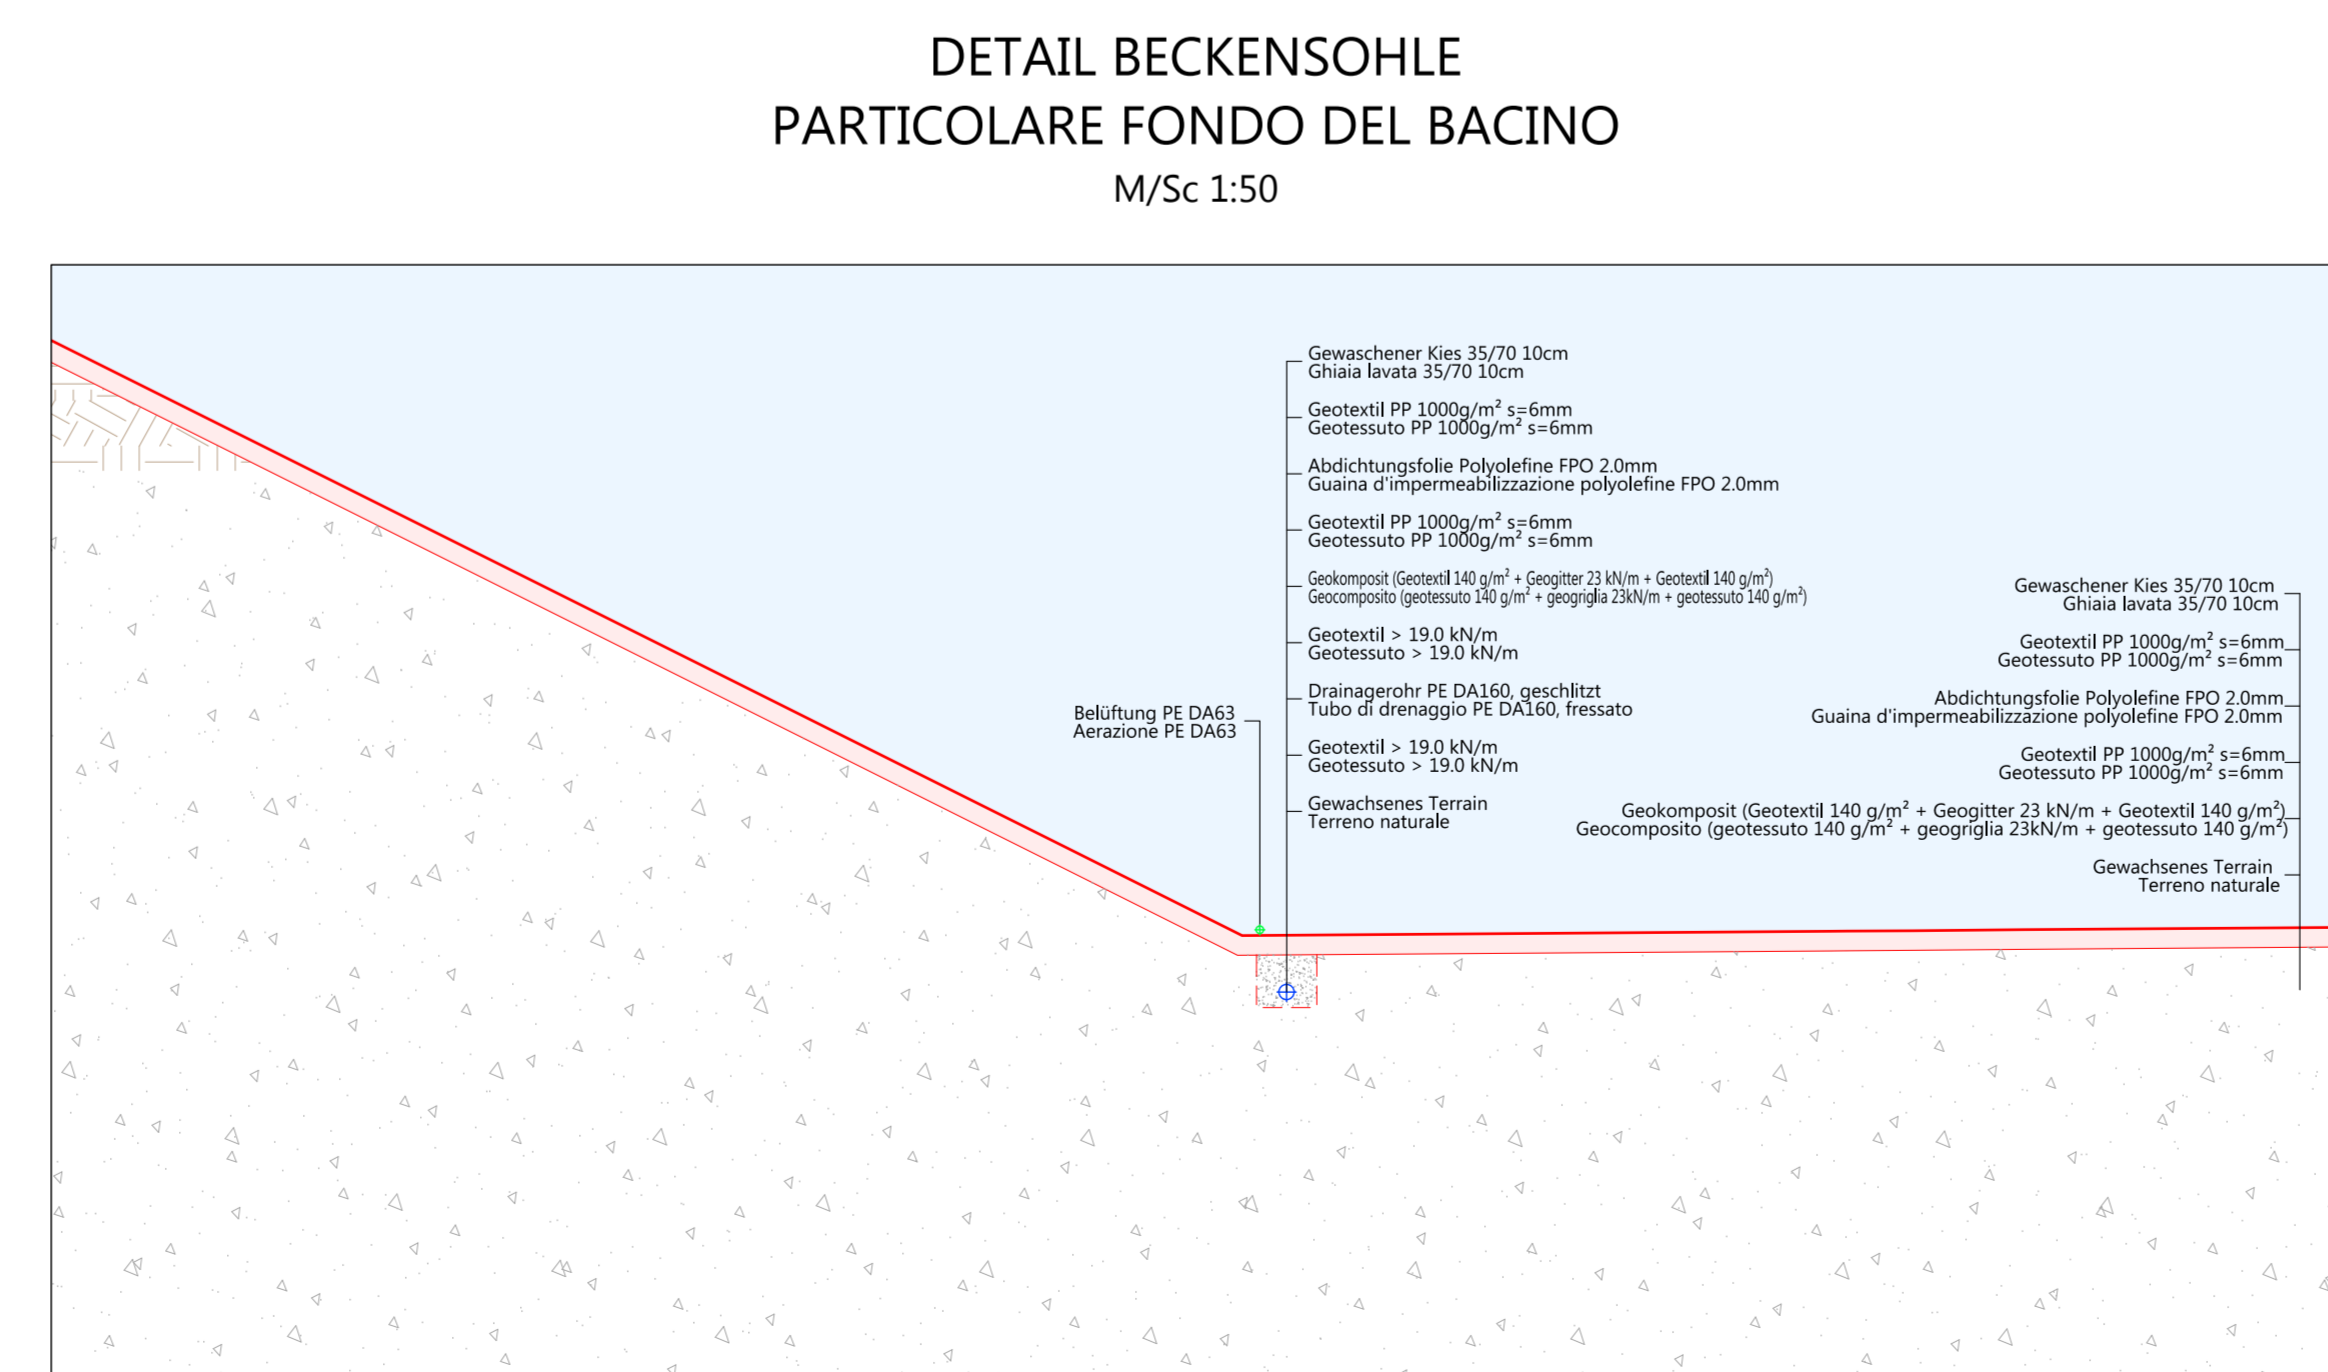 DETAIL BECKENSOHLE
PARTICOLARE FONDO DEL BACINO
M/Sc 1:50
Gewaschener Kies 35/70 10cm
Ghiaia lavata 35/70 10cm
Geotextil PP 1000g/m² s=6mm
Geotessuto PP 1000g/m² s=6mm
Abdichtungsfolie Polyolefine FPO 2.0mm
Guaina d'impermeabilizzazione polyolefine FPO 2.0mm
Geotextil PP 1000g/m² s=6mm
Geotessuto PP 1000g/m² s=6mm
Geokomposit (Geotextil 140 g/m² + Geogitter 23 kN/m + Geotextil 140 g/m²)
Geocomposito (geotessuto 140 g/m² + geogriglia 23kN/m + geotessuto 140 g/m²)
Geotextil > 19.0 kN/m
Geotessuto > 19.0 kN/m
Drainagerohr PE DA160, geschlitzt
Tubo di drenaggio PE DA160, fressato
Geotextil > 19.0 kN/m
Geotessuto > 19.0 kN/m
Gewachsenes Terrain
Terreno naturale
Belüftung PE DA63
Aerazione PE DA63
Gewaschener Kies 35/70 10cm
Ghiaia lavata 35/70 10cm
Geotextil PP 1000g/m² s=6mm
Geotessuto PP 1000g/m² s=6mm
Abdichtungsfolie Polyolefine FPO 2.0mm
Guaina d'impermeabilizzazione polyolefine FPO 2.0mm
Geotextil PP 1000g/m² s=6mm
Geotessuto PP 1000g/m² s=6mm
Geokomposit (Geotextil 140 g/m² + Geogitter 23 kN/m + Geotextil 140 g/m²)
Geocomposito (geotessuto 140 g/m² + geogriglia 23kN/m + geotessuto 140 g/m²)
Gewachsenes Terrain
Terreno naturale